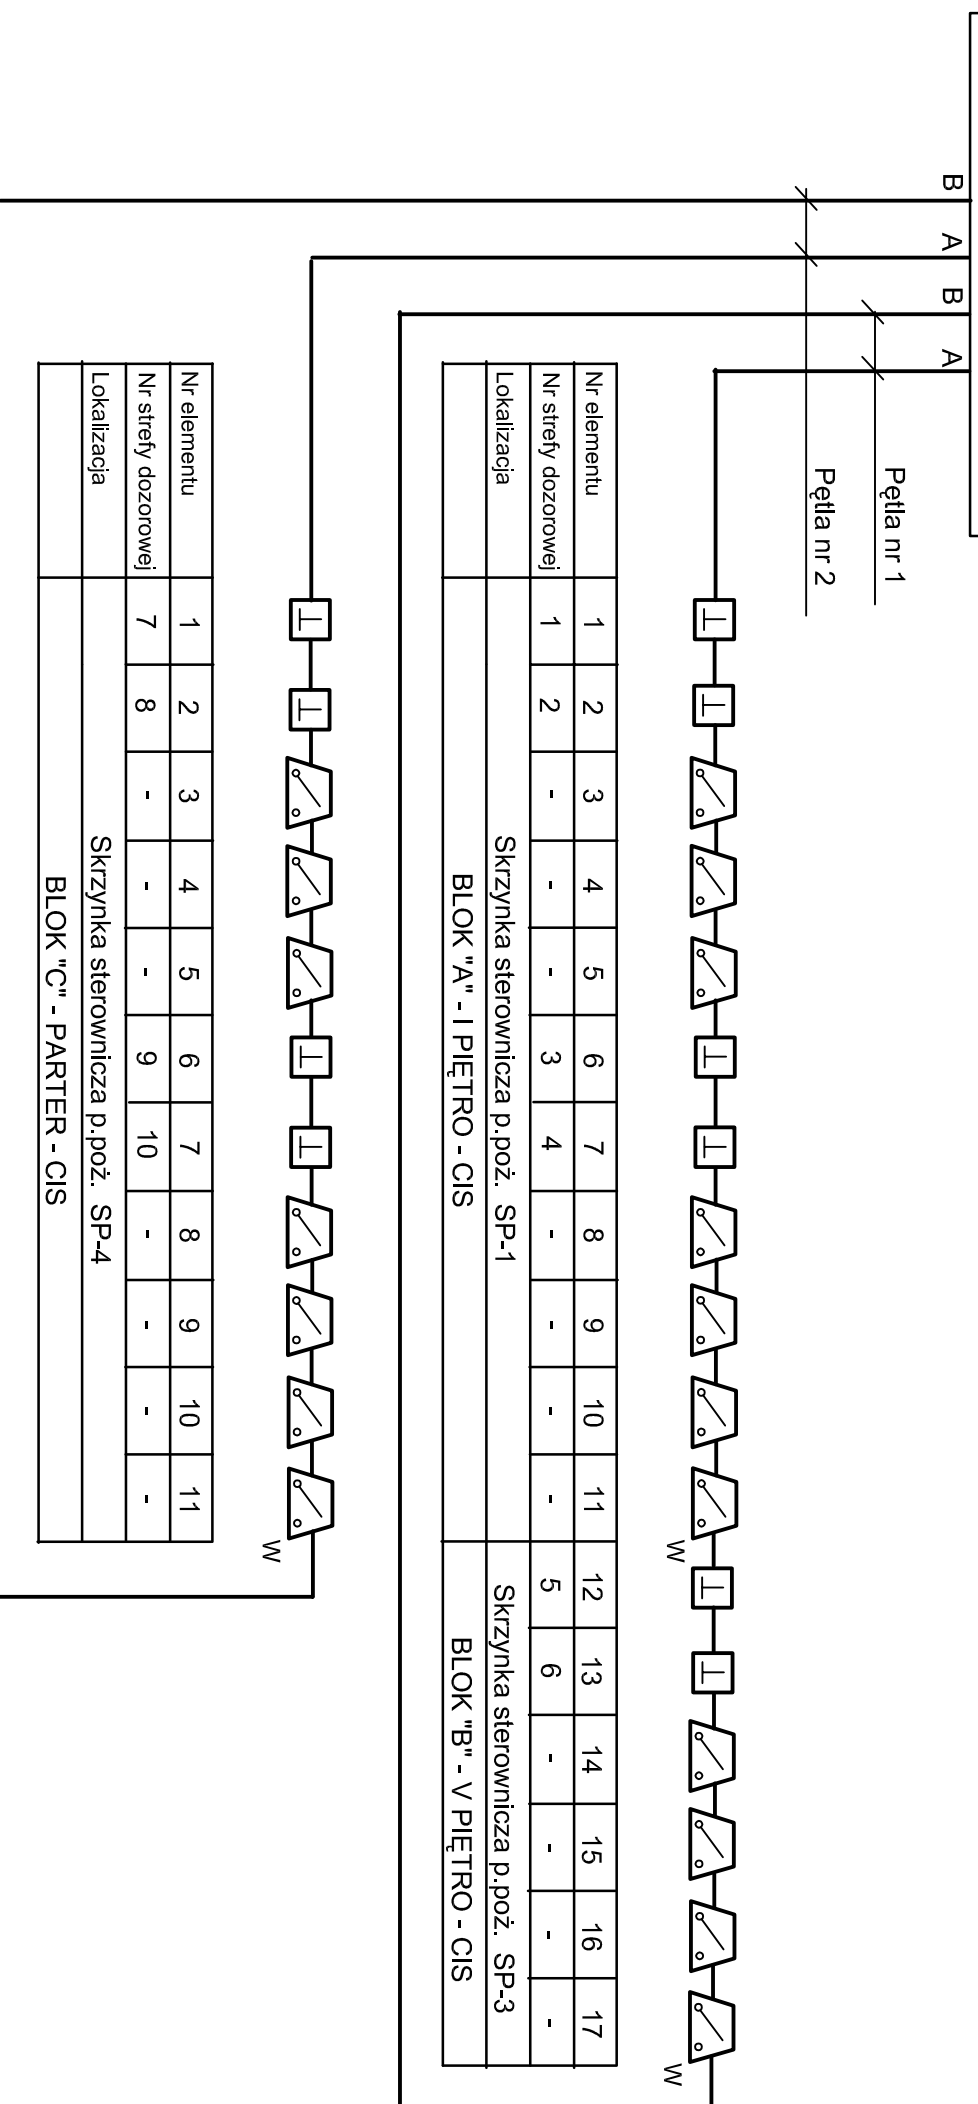 A
B
A
B
Pętla nr 1
Pętla nr 2
W
W
Nr elementu 1 2 3 4 5 6 7 8 9 10 11 12 13 14 15 16 17
Nr strefy dozorowej 1 2 - - - 3 4 - - - - 5 6 - - - -
Lokalizacja Skrzynka sterownicza p.poż. SP-1 Skrzynka sterownicza p.poż. SP-3
BLOK "A" - I PIĘTRO - CIS BLOK "B" - V PIĘTRO - CIS
W
Nr elementu 1 2 3 4 5 6 7 8 9 10 11
Nr strefy dozorowej 7 8 - - - 9 10 - - - -
Lokalizacja Skrzynka sterownicza p.poż. SP-4
BLOK "C" - PARTER - CIS